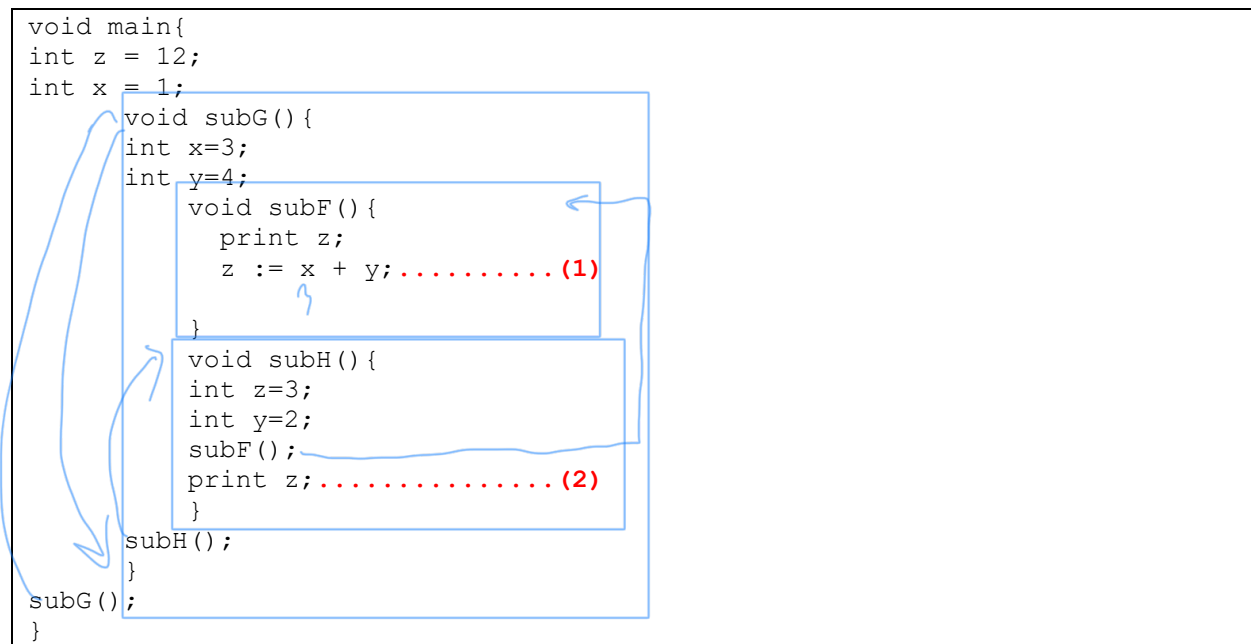 void main{
int z = 12;
int x = 1;
void subG(){
int x=3;
int y=4;
void subF(){
print z;
z := x + y;..........(1)
}
void subH(){
int z=3;
int y=2;
subF();
print z;...............(2)
}
subH();
}
subG();
}